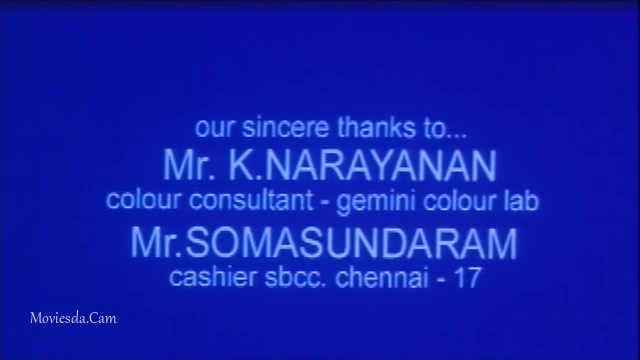 our sincere thanks to...
Mr. K.NARAYANAN
colour consultant - gemini colour lab
Mr.SOMASUNDARAM
cashier sbcc. chennai - 17
Moviesda.Cam